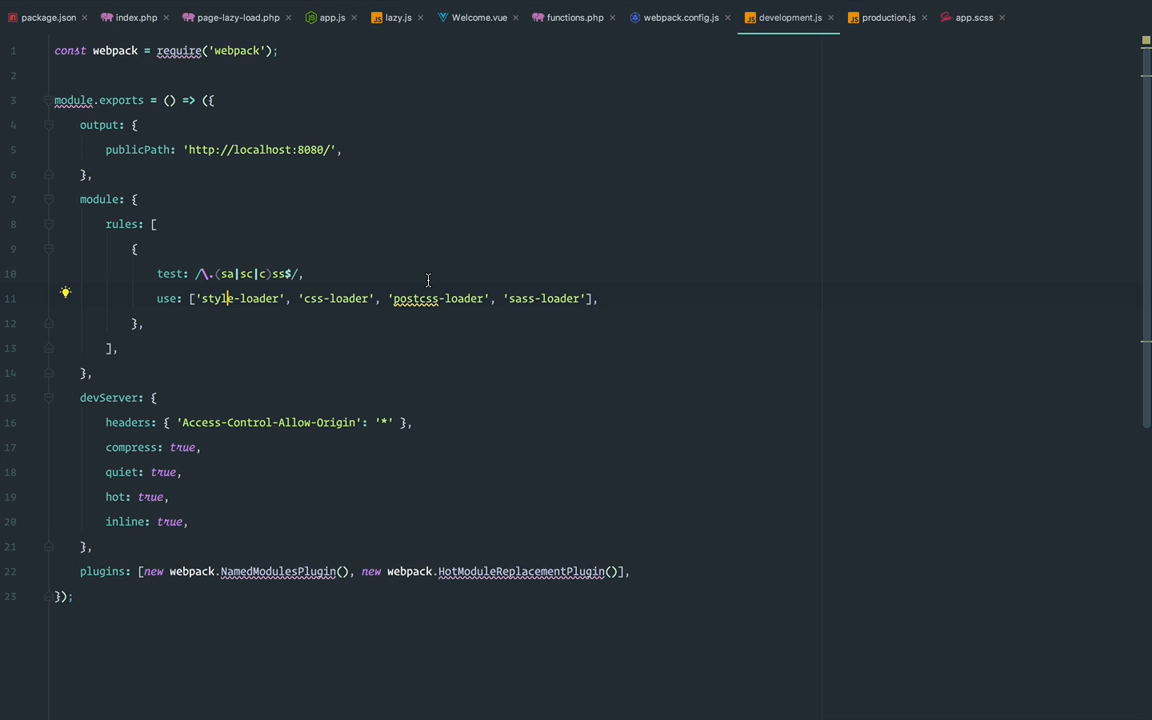 package.json × index.php × page-lazy-load.php × app.js × lazy.js × Welcome.vue × functions.php × webpack.config.js × development.js × production.js × app.scss ×
1 const webpack = require('webpack');
2
3 module.exports = () => ({
4 output: {
5 publicPath: 'http://localhost:8080/',
6 },
7 module: {
8 rules: [
9 {
10 test: /\.(sa|sc|c)ss$/,
11 use: ['style-loader', 'css-loader', 'postcss-loader', 'sass-loader'],
12 },
13 ],
14 },
15 devServer: {
16 headers: { 'Access-Control-Allow-Origin': '*' },
17 compress: true,
18 quiet: true,
19 hot: true,
20 inline: true,
21 },
22 plugins: [new webpack.NamedModulesPlugin(), new webpack.HotModuleReplacementPlugin()],
23 });